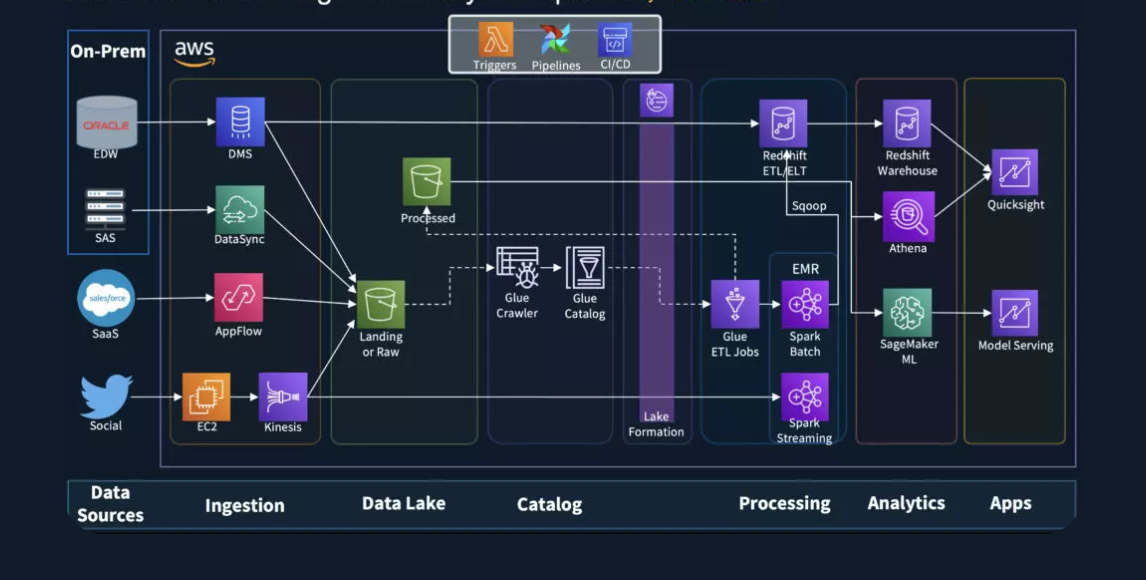 Triggers
Pipelines
CI/CD
On-Prem
aws
ORACLE
EDW
SAS
salesforce
SaaS
Social
DMS
DataSync
AppFlow
EC2
Kinesis
Processed
Landing
or Raw
Glue
Crawler
Glue
Catalog
Lake
Formation
Redshift
ETL/ELT
Sqoop
EMR
Glue
ETL Jobs
Spark
Batch
Spark
Streaming
Redshift
Warehouse
Athena
SageMaker
ML
Quicksight
Model Serving
Data
Sources
Ingestion
Data Lake
Catalog
Processing
Analytics
Apps